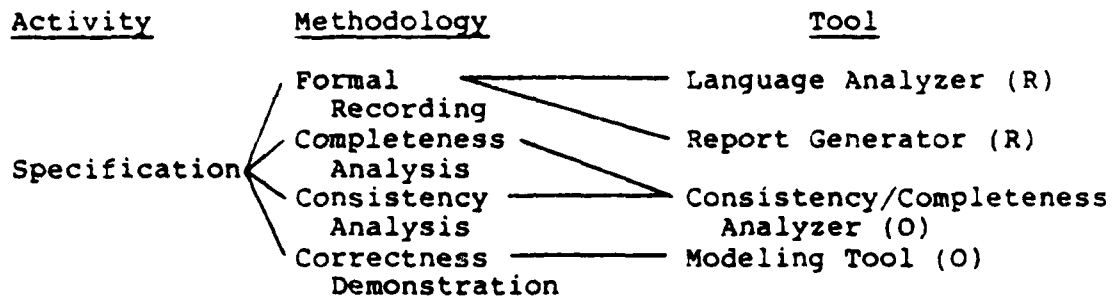 Activity Methodology Tool
Formal Language Analyzer (R)
Recording
Completeness Report Generator (R)
Specification Analysis
Consistency Consistency/Completeness
Analysis Analyzer (O)
Correctness Modeling Tool (O)
Demonstration